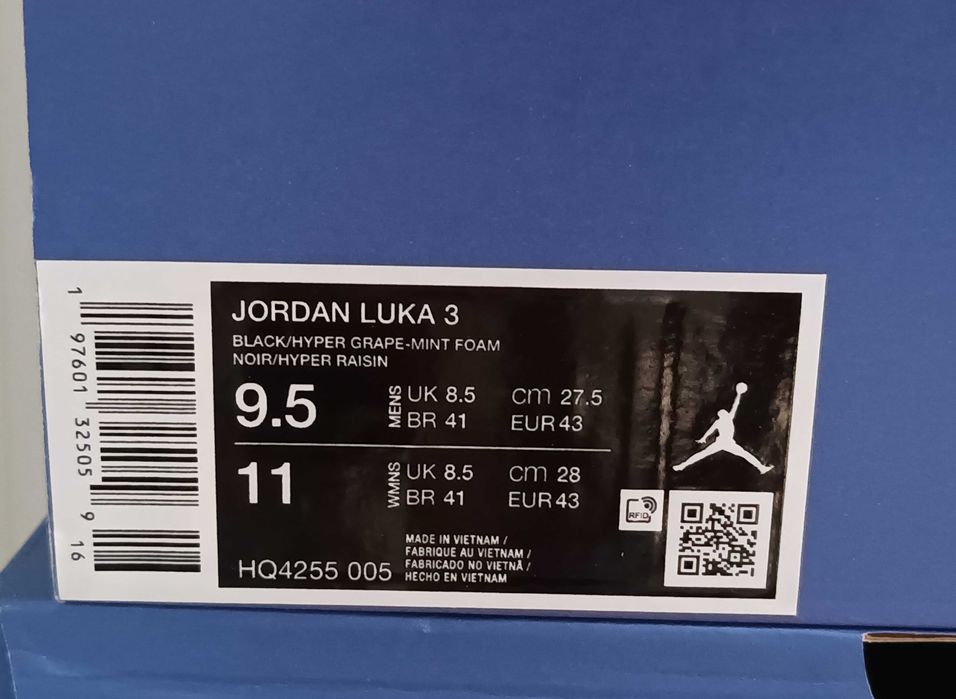 JORDAN LUKA 3
BLACK/HYPER GRAPE-MINT FOAM
NOIR/HYPER RAISIN
9.5
MENS
UK 8.5
cm 27.5
BR 41
EUR 43
11
WMNS
UK 8.5
cm 28
BR 41
EUR 43
HQ4255 005
MADE IN VIETNAM /
FABRIQUE AU VIETNAM /
FABRICADO NO VIETNÃ /
HECHO EN VIETNAM
RFID
1 97601 32505 9 16